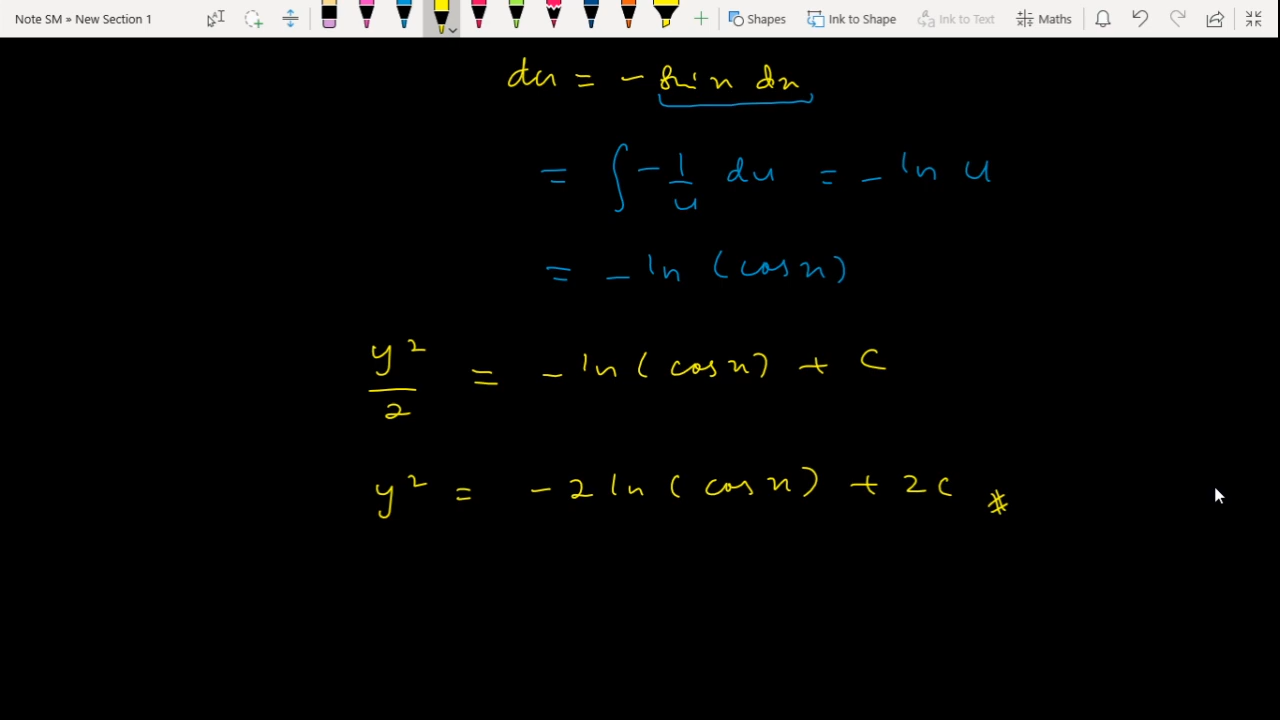 Note SM » New Section 1 Shapes Ink to Shape Ink to Text Maths
du = - sin x dx
= ∫ - 1/u du = - ln u
= - ln (cos x)
y²/2 = - ln (cos x) + C
y² = - 2 ln (cos x) + 2C #